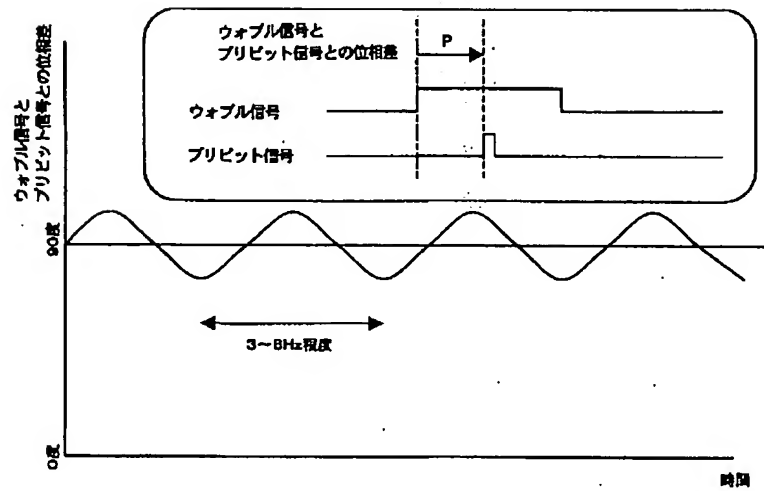 ウォブル信号と
プリピット信号との位相差
P
ウォブル信号
プリピット信号
ウォブル信号と
プリピット信号との位相差
90度
3〜8Hz程度
0度
時間